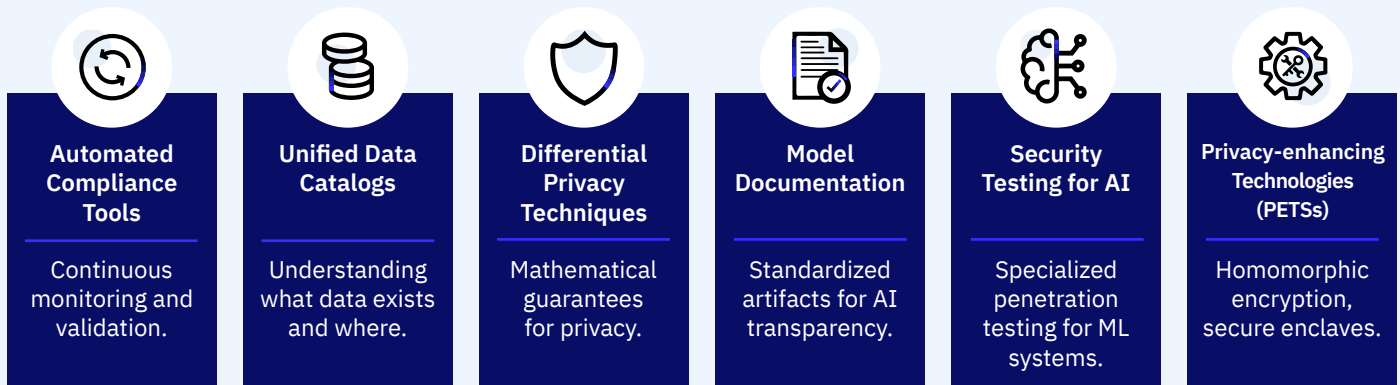 Automated
Compliance
Tools
Continuous
monitoring and
validation.
Unified Data
Catalogs
Understanding
what data exists
and where.
Differential
Privacy
Techniques
Mathematical
guarantees
for privacy.
Model
Documentation
Standardized
artifacts for AI
transparency.
Security
Testing for AI
Specialized
penetration
testing for ML
systems.
Privacy-enhancing
Technologies
(PETSs)
Homomorphic
encryption,
secure enclaves.